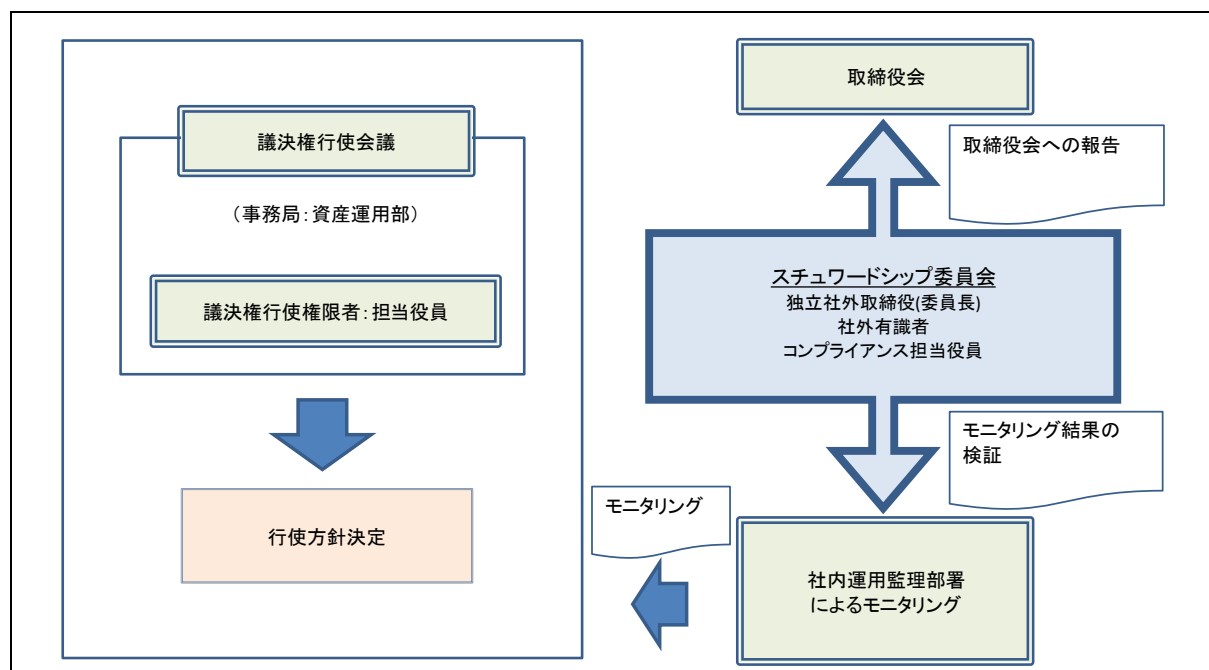 議決権行使会議
（事務局：資産運用部）
議決権行使権限者：担当役員
行使方針決定
取締役会
取締役会への報告
スチュワードシップ委員会
独立社外取締役(委員長)
社外有識者
コンプライアンス担当役員
モニタリング結果の
検証
モニタリング
社内運用監理部署
によるモニタリング